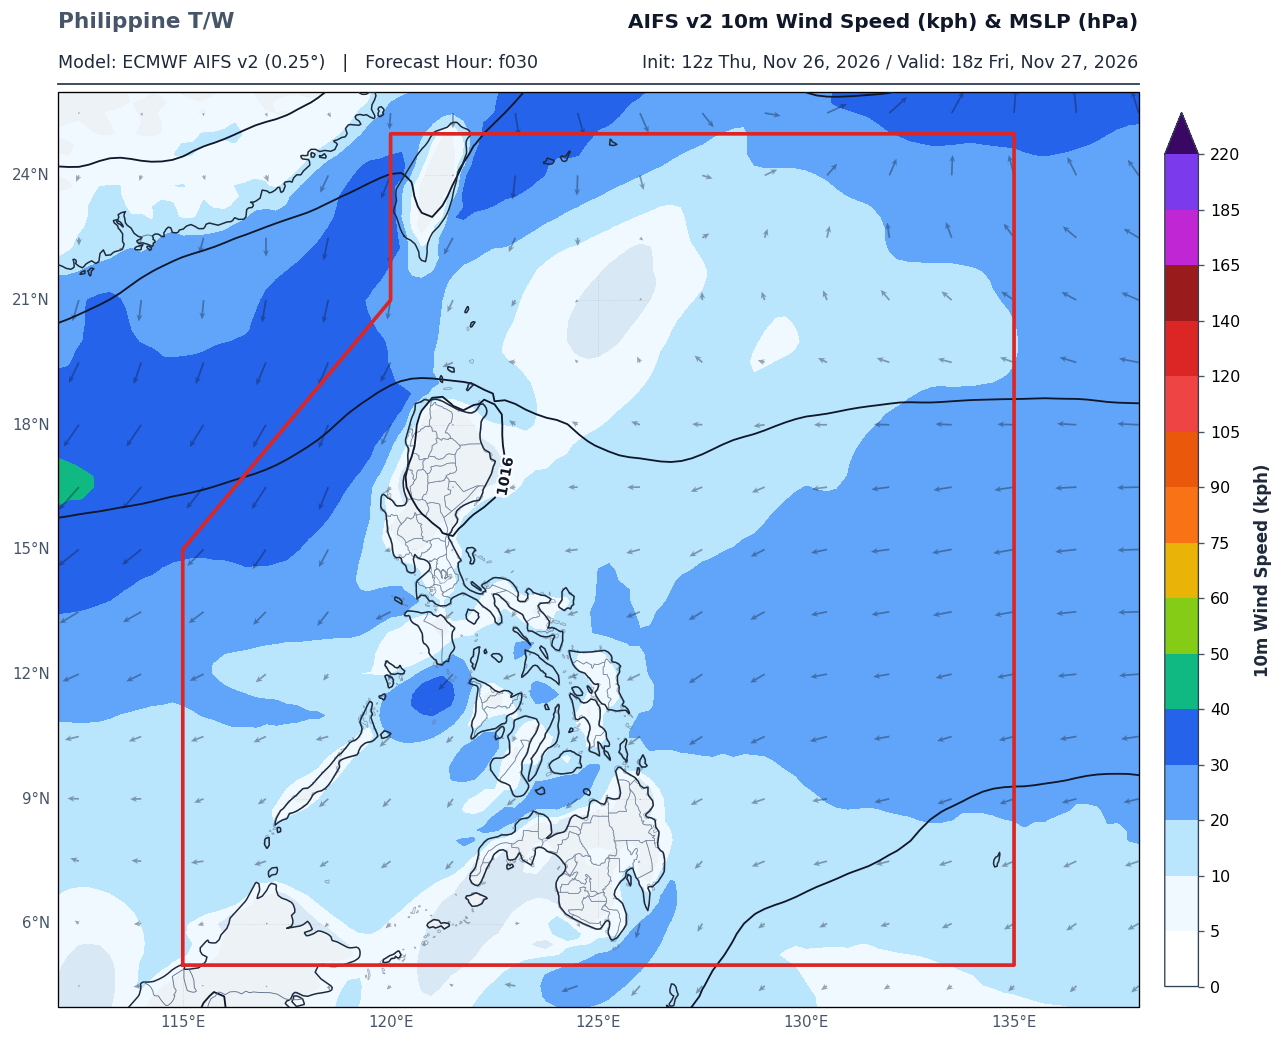 Philippine T/W
AIFS v2 10m Wind Speed (kph) & MSLP (hPa)
Model: ECMWF AIFS v2 (0.25°) | Forecast Hour: f030
Init: 12z Thu, Nov 26, 2026 / Valid: 18z Fri, Nov 27, 2026
24°N
21°N
18°N
15°N
12°N
9°N
6°N
1016
115°E
120°E
125°E
130°E
135°E
220
185
165
140
120
105
90
75
60
50
40
30
20
10
5
0
10m Wind Speed (kph)